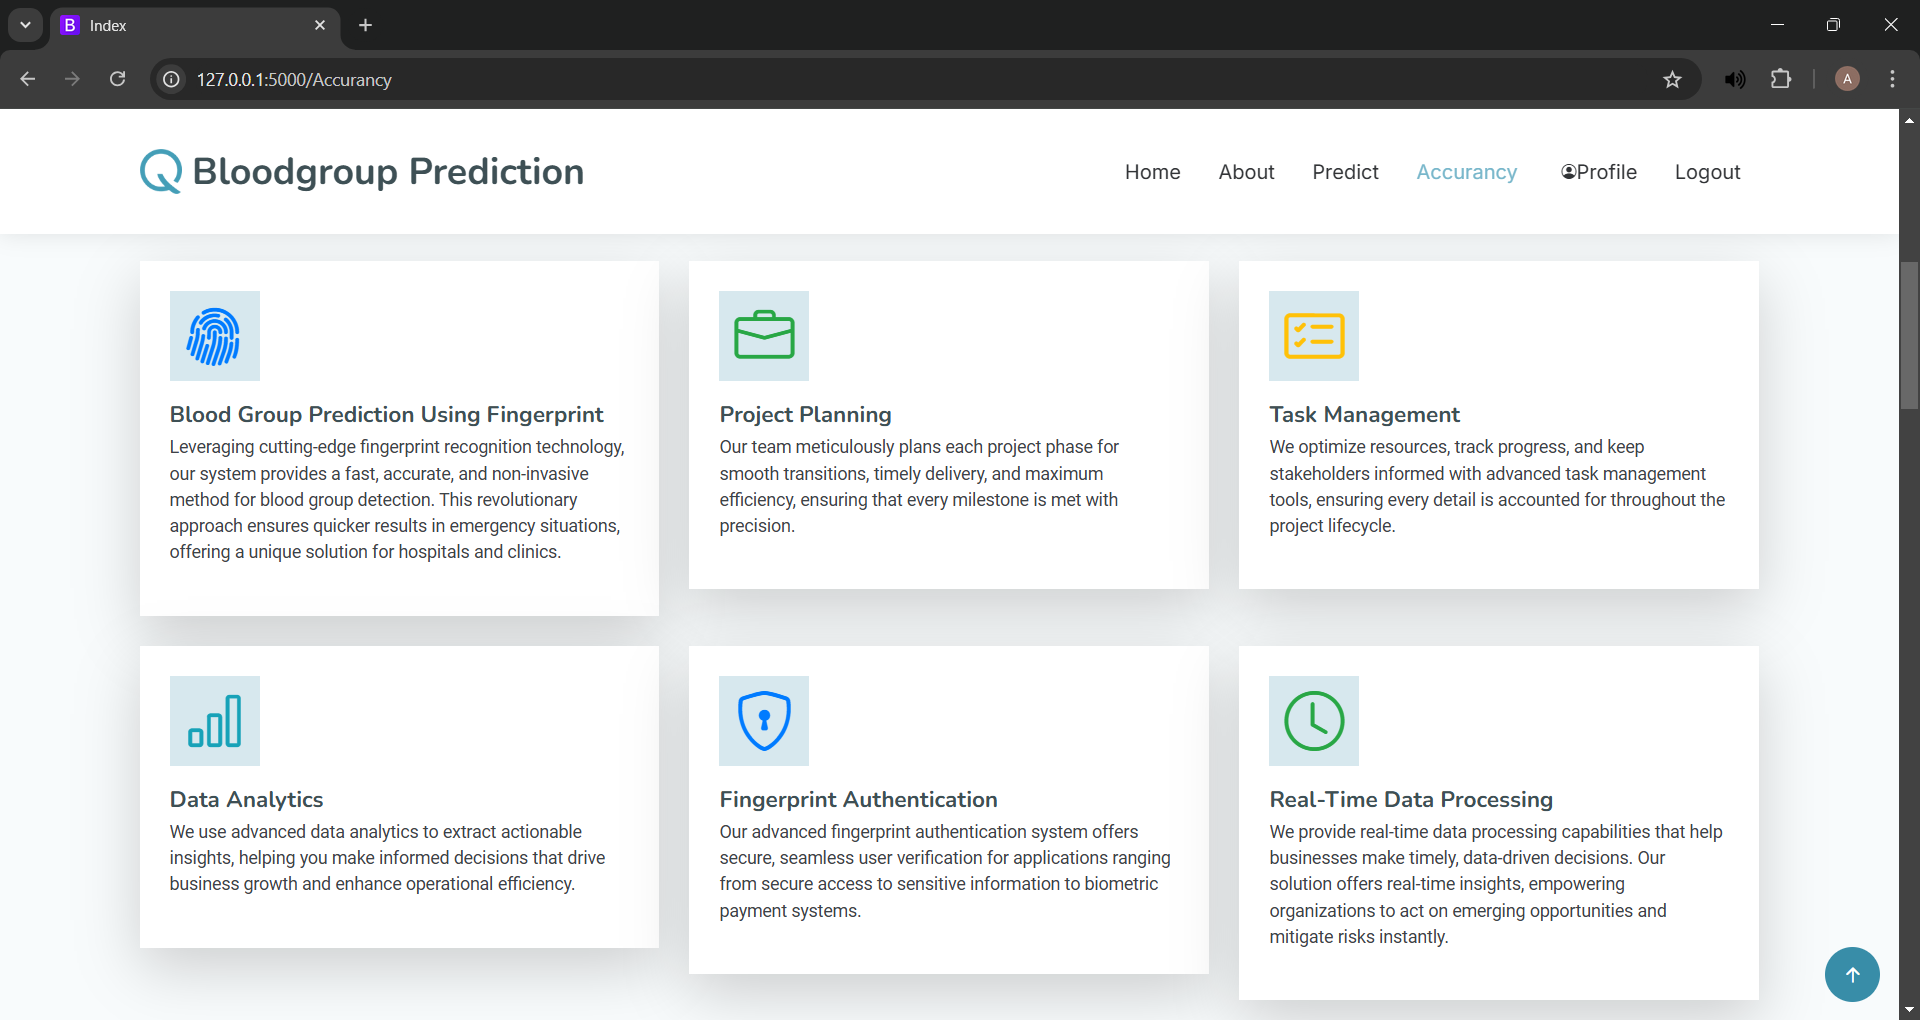 Index
127.0.0.1:5000/Accurancy
A
Bloodgroup Prediction
Home About Predict Accurancy Profile Logout
Blood Group Prediction Using Fingerprint
Leveraging cutting-edge fingerprint recognition technology,
our system provides a fast, accurate, and non-invasive
method for blood group detection. This revolutionary
approach ensures quicker results in emergency situations,
offering a unique solution for hospitals and clinics.
Project Planning
Our team meticulously plans each project phase for
smooth transitions, timely delivery, and maximum
efficiency, ensuring that every milestone is met with
precision.
Task Management
We optimize resources, track progress, and keep
stakeholders informed with advanced task management
tools, ensuring every detail is accounted for throughout the
project lifecycle.
Data Analytics
We use advanced data analytics to extract actionable
insights, helping you make informed decisions that drive
business growth and enhance operational efficiency.
Fingerprint Authentication
Our advanced fingerprint authentication system offers
secure, seamless user verification for applications ranging
from secure access to sensitive information to biometric
payment systems.
Real-Time Data Processing
We provide real-time data processing capabilities that help
businesses make timely, data-driven decisions. Our
solution offers real-time insights, empowering
organizations to act on emerging opportunities and
mitigate risks instantly.